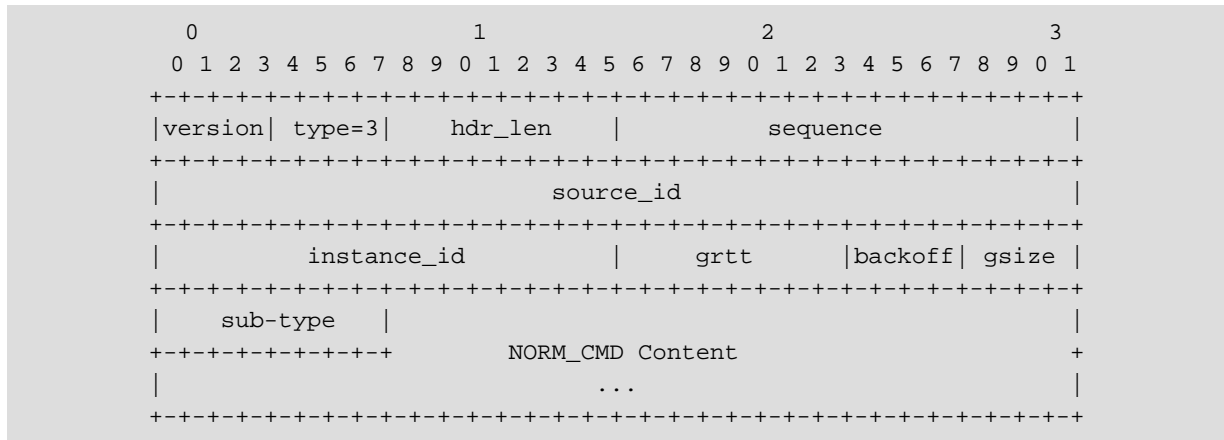 0                   1                   2                   3
 0 1 2 3 4 5 6 7 8 9 0 1 2 3 4 5 6 7 8 9 0 1 2 3 4 5 6 7 8 9 0 1
+-+-+-+-+-+-+-+-+-+-+-+-+-+-+-+-+-+-+-+-+-+-+-+-+-+-+-+-+-+-+-+-+
|version| type=3|    hdr_len    |          sequence             |
+-+-+-+-+-+-+-+-+-+-+-+-+-+-+-+-+-+-+-+-+-+-+-+-+-+-+-+-+-+-+-+-+
|                           source_id                           |
+-+-+-+-+-+-+-+-+-+-+-+-+-+-+-+-+-+-+-+-+-+-+-+-+-+-+-+-+-+-+-+-+
|          instance_id          |     grtt      |backoff| gsize |
+-+-+-+-+-+-+-+-+-+-+-+-+-+-+-+-+-+-+-+-+-+-+-+-+-+-+-+-+-+-+-+-+
|    sub-type   |                                               |
+-+-+-+-+-+-+-+-+        NORM_CMD Content                       +
|                              ...                              |
+-+-+-+-+-+-+-+-+-+-+-+-+-+-+-+-+-+-+-+-+-+-+-+-+-+-+-+-+-+-+-+-+